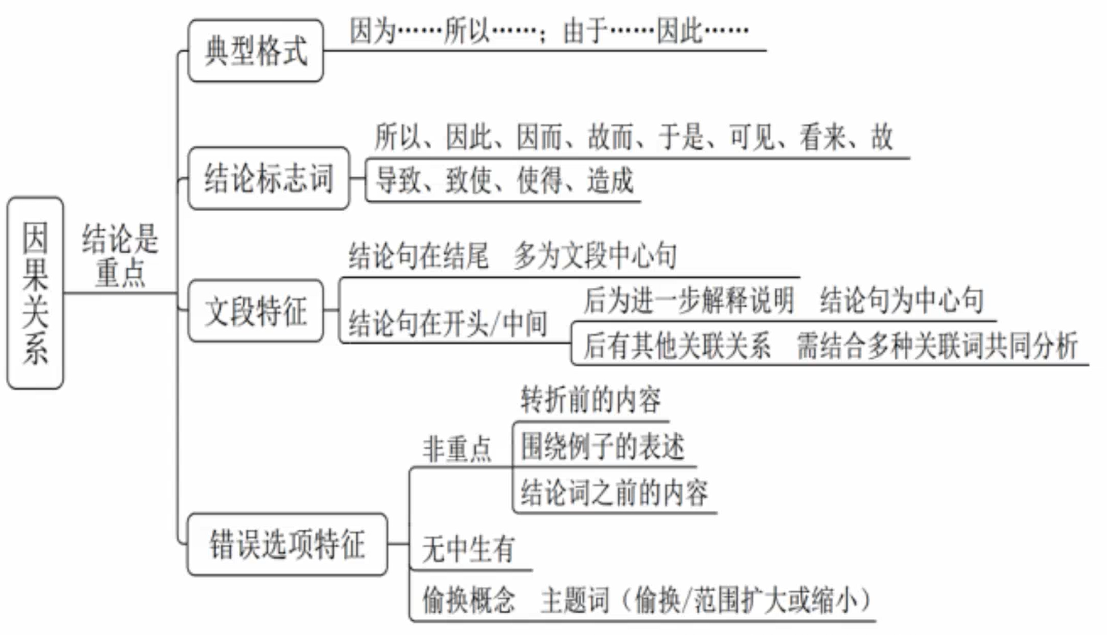 因果关系
结论是
重点
典型格式
因为……所以……；由于……因此……
结论标志词
所以、因此、因而、故而、于是、可见、看来、故
导致、致使、使得、造成
文段特征
结论句在结尾 多为文段中心句
结论句在开头/中间
后为进一步解释说明 结论句为中心句
后有其他关联关系 需结合多种关联词共同分析
错误选项特征
非重点
转折前的内容
围绕例子的表述
结论词之前的内容
无中生有
偷换概念 主题词（偷换/范围扩大或缩小）